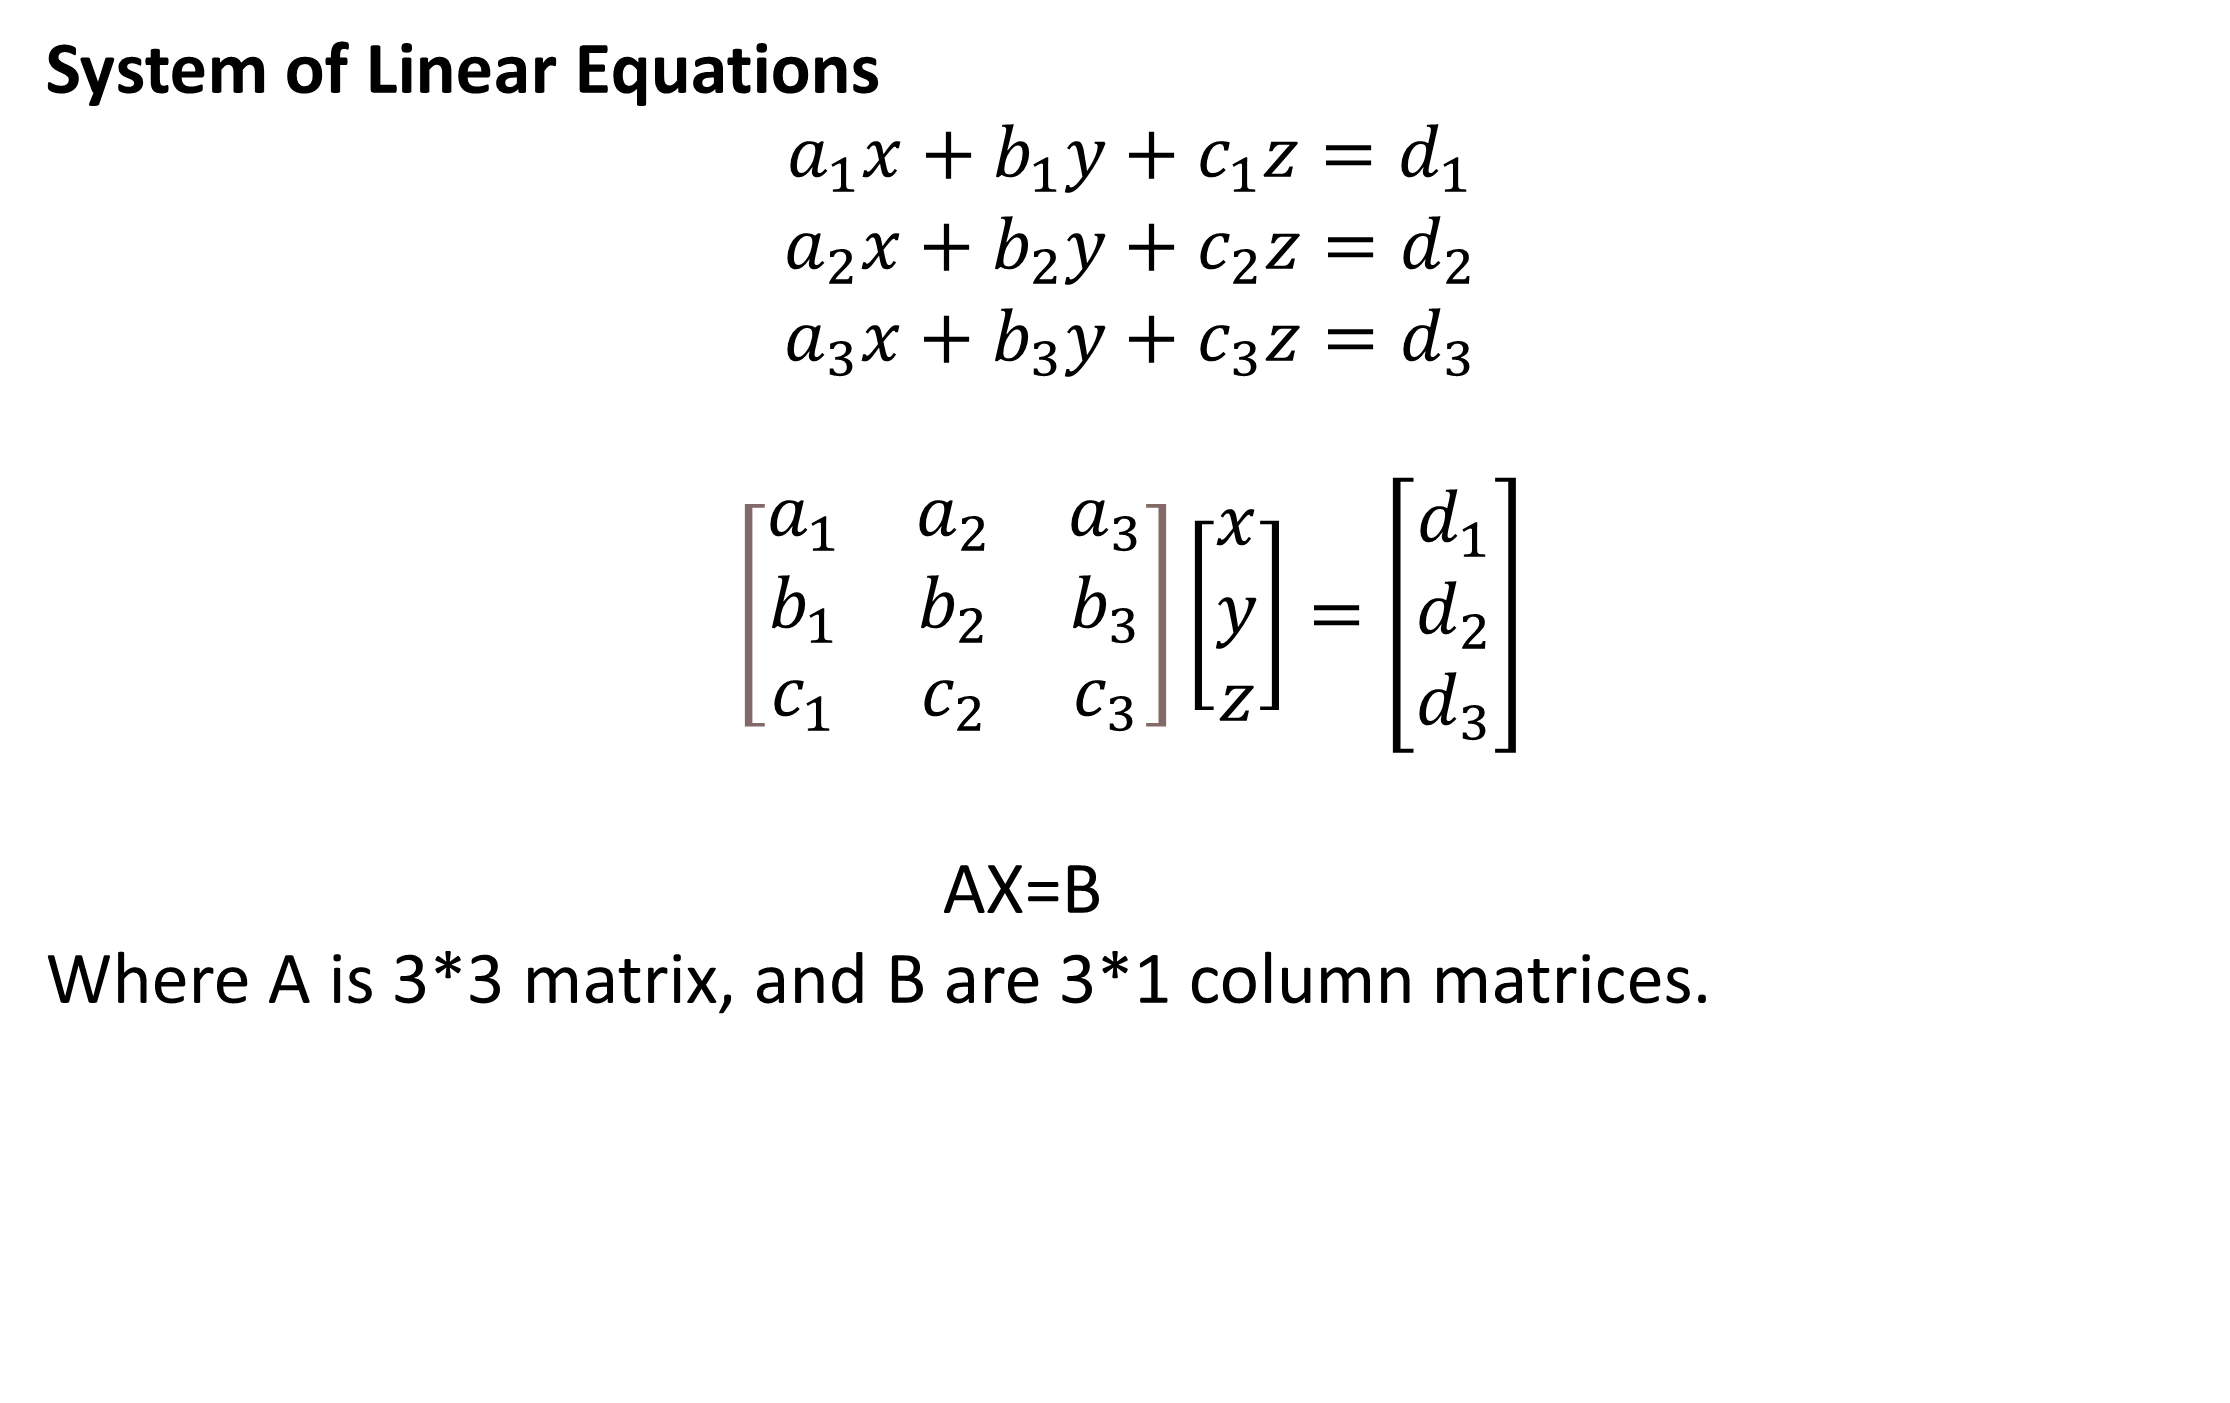 System of Linear Equations
a₁x + b₁y + c₁z = d₁
a₂x + b₂y + c₂z = d₂
a₃x + b₃y + c₃z = d₃
[a₁ a₂ a₃] [x] = [d₁]
[b₁ b₂ b₃] [y] = [d₂]
[c₁ c₂ c₃] [z] = [d₃]
AX=B
Where A is 3*3 matrix, and B are 3*1 column matrices.